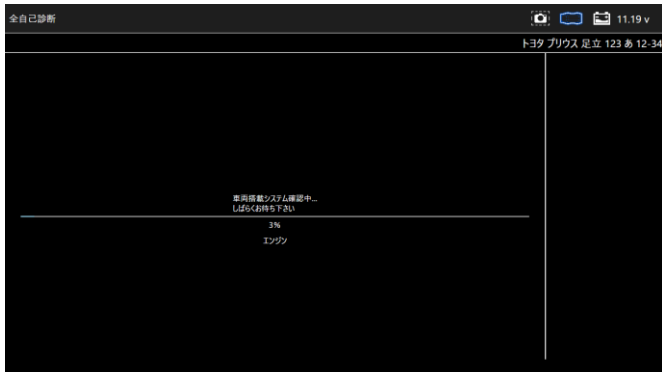 全自己診断
11.19 v
トヨタ プリウス 足立 123 あ 12-34
車両搭載システム確認中...
しばらくお待ち下さい
3%
エンジン